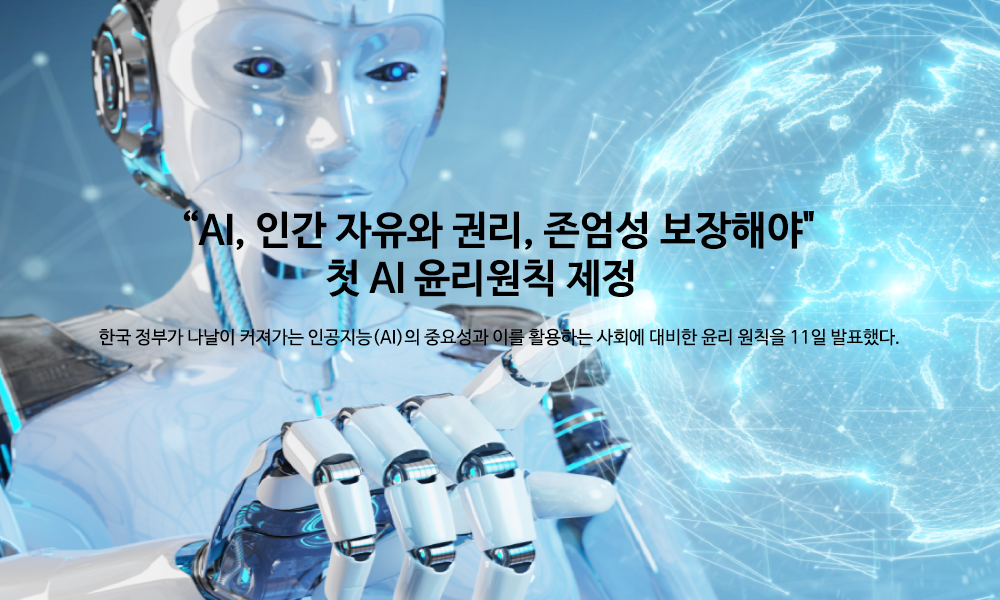 “AI, 인간 자유와 권리, 존엄성 보장해야"
첫 AI 윤리원칙 제정
한국 정부가 나날이 커져가는 인공지능(AI)의 중요성과 이를 활용하는 사회에 대비한 윤리 원칙을 11일 발표했다.